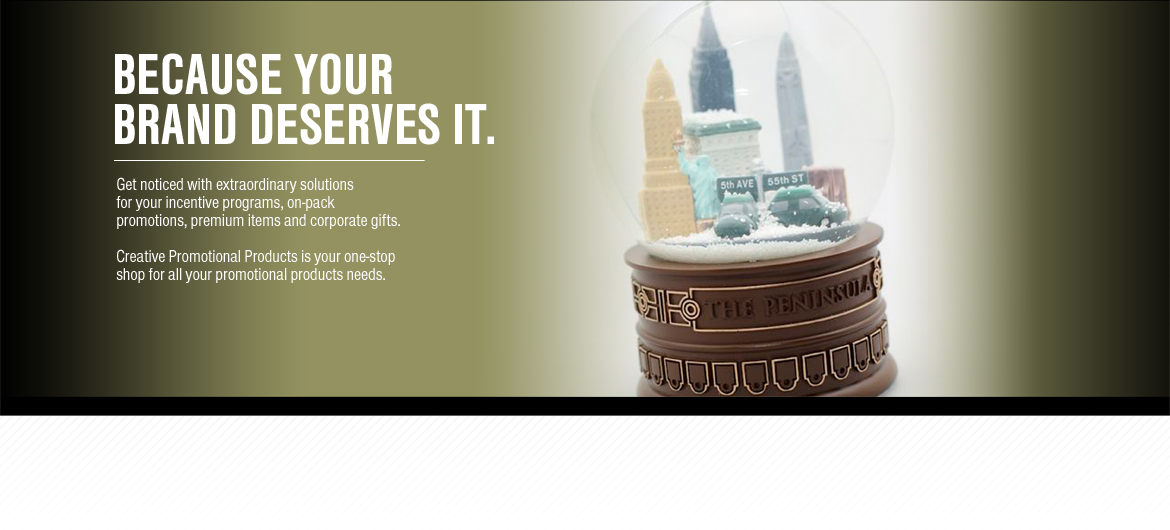 BECAUSE YOUR
BRAND DESERVES IT.
Get noticed with extraordinary solutions
for your incentive programs, on-pack
promotions, premium items and corporate gifts.
Creative Promotional Products is your one-stop
shop for all your promotional products needs.
5th AVE 55th ST
THE PENINSULA